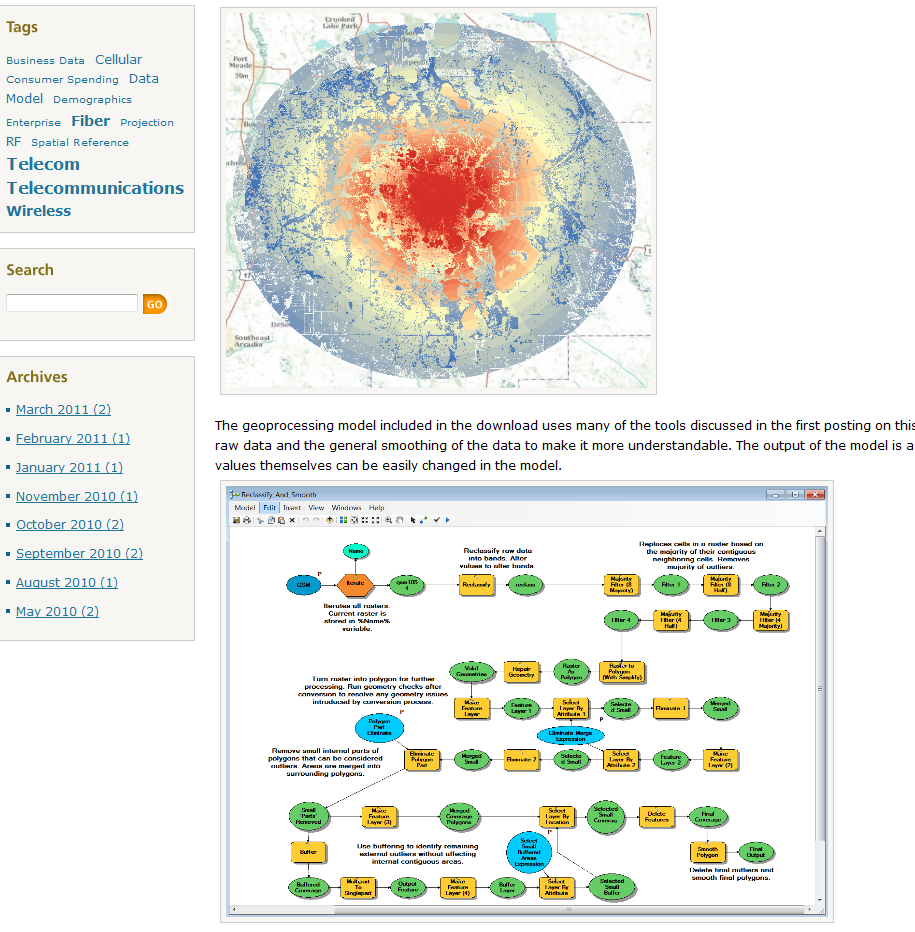 Tags
Business Data Cellular
Consumer Spending Data
Model Demographics
Enterprise Fiber Projection
RF Spatial Reference
Telecom
Telecommunications
Wireless
Search
GO
Archives
March 2011 (2)
February 2011 (1)
January 2011 (1)
November 2010 (1)
October 2010 (2)
September 2010 (2)
August 2010 (1)
May 2010 (2)
Crooked
Lake Park
Fort
Meade
39m
17
Southeast
Arcadia
The geoprocessing model included in the download uses many of the tools discussed in the first posting on this
raw data and the general smoothing of the data to make it more understandable. The output of the model is a
values themselves can be easily changed in the model.
Reclassify_And_Smooth
Model Edit Insert View Windows Help
Name
P
GSM
Iterate
Iterates all rasters.
Current raster is
stored in %Name%
variable.
Reclassify raw data
into bands. Alter
values to alter bands.
Reclassify
reclass
Replaces cells in a raster based on
the majority of their contiguous
neighboring cells. Removes
majority of outliers.
Majority
Filter (8
Majority)
Filter 1
Majority
Filter (8
Half)
Filter 2
Filter 4
Majority
Filter (4
Half)
Filter 3
Majority
Filter (4
Majority)
Turn raster into polygon for further
processing. Run geometry checks after
conversion to resolve any geometry issues
introduced by conversion process.
Valid
Geometries
Repair
Geometry
Raster
As
Polygon
Raster to
Polygon
(With Simplify)
Make
Feature
Layer
Feature
Layer 1
Select
Layer By
Attribute 1
Selecte
d Small
Eliminate 1
Merged
Small
P
Polygon
Part
Eliminate
P
Eliminate Merge
Expression
Remove small internal parts of
polygons that can be considered
outliers. Areas are merged into
surrounding polygons.
Eliminate
Polygon
Part
Merged
Small
Eliminate 2
Selecte
d Small
Select
Layer By
Attribute 2
Feature
Layer 2
Make
Feature
Layer (2)
Small
'Parts'
Removed
Make
Feature
Layer (3)
Merged
Coverage
Polygons
Select
Layer By
Location
Selected
Small
Coverag
Delete
Features
Final
Coverage
Buffer
Use buffering to identify remaining
external outliers without affecting
internal contiguous areas.
P
Select
Small
Buffered
Areas
Expression
Smooth
Polygon
Final
Output
Delete final outliers and
smooth final polygons.
Buffered
Coverage
Multipart
To
Singlepart
Output
Feature
Make
Feature
Layer (4)
Buffer
Layer
Select
Layer By
Attribute
Selected
Small
Buffer